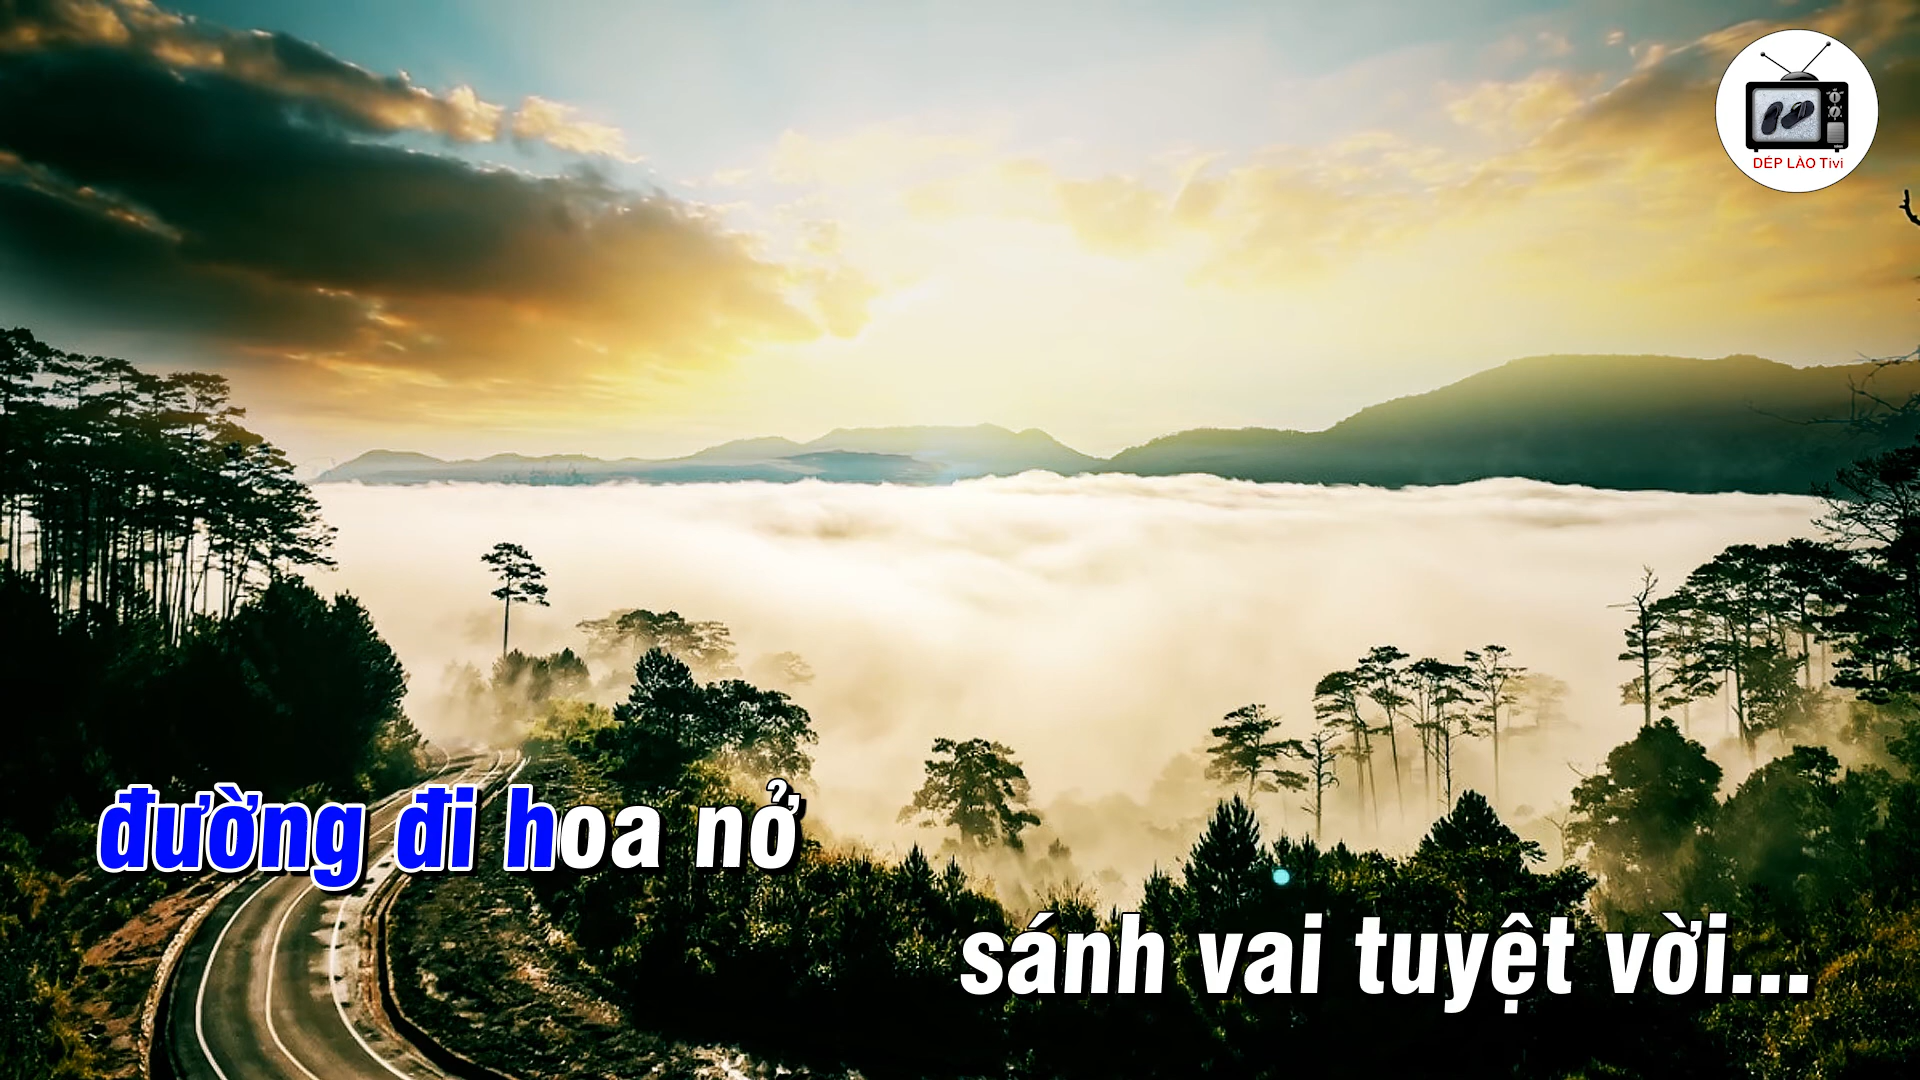 DÉP LÀO Tivi
đường đi hoa nở
sánh vai tuyệt vời...